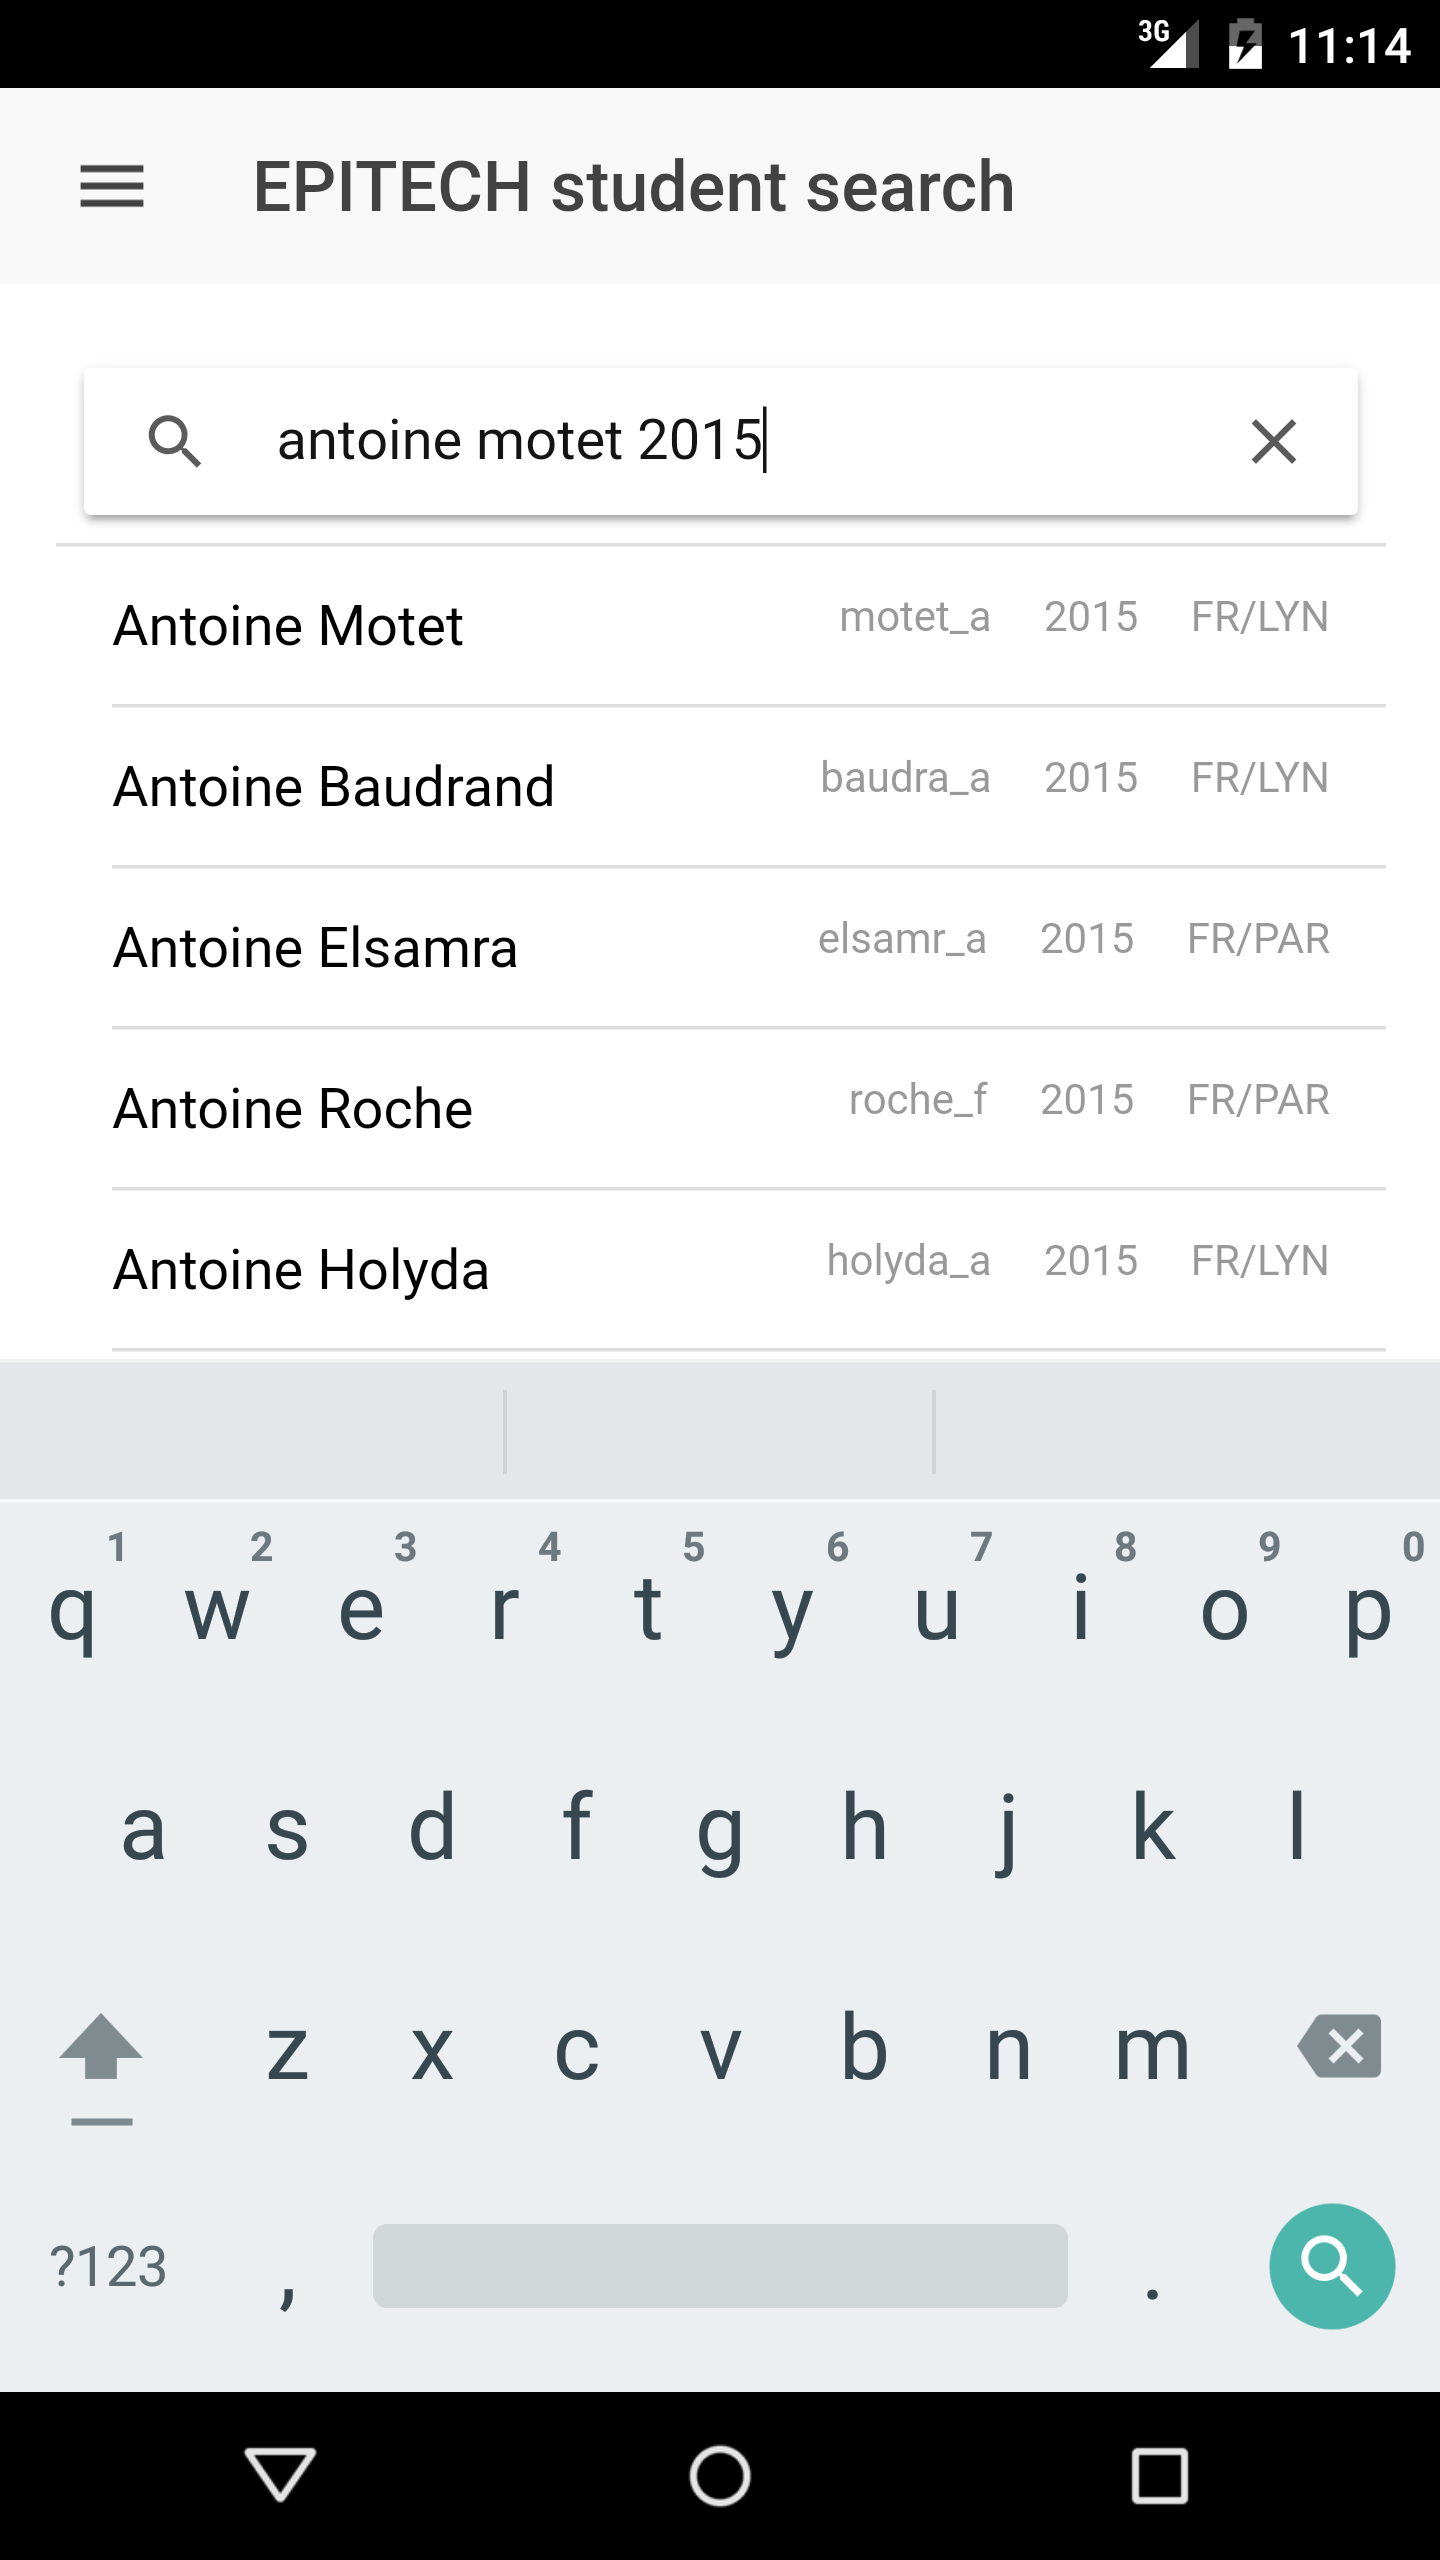 3G 11:14
EPITECH student search
antoine motet 2015
Antoine Motet motet_a 2015 FR/LYN
Antoine Baudrand baudra_a 2015 FR/LYN
Antoine Elsamra elsamr_a 2015 FR/PAR
Antoine Roche roche_f 2015 FR/PAR
Antoine Holyda holyda_a 2015 FR/LYN
1 2 3 4 5 6 7 8 9 0
q w e r t y u i o p
a s d f g h j k l
z x c v b n m
?123 , .